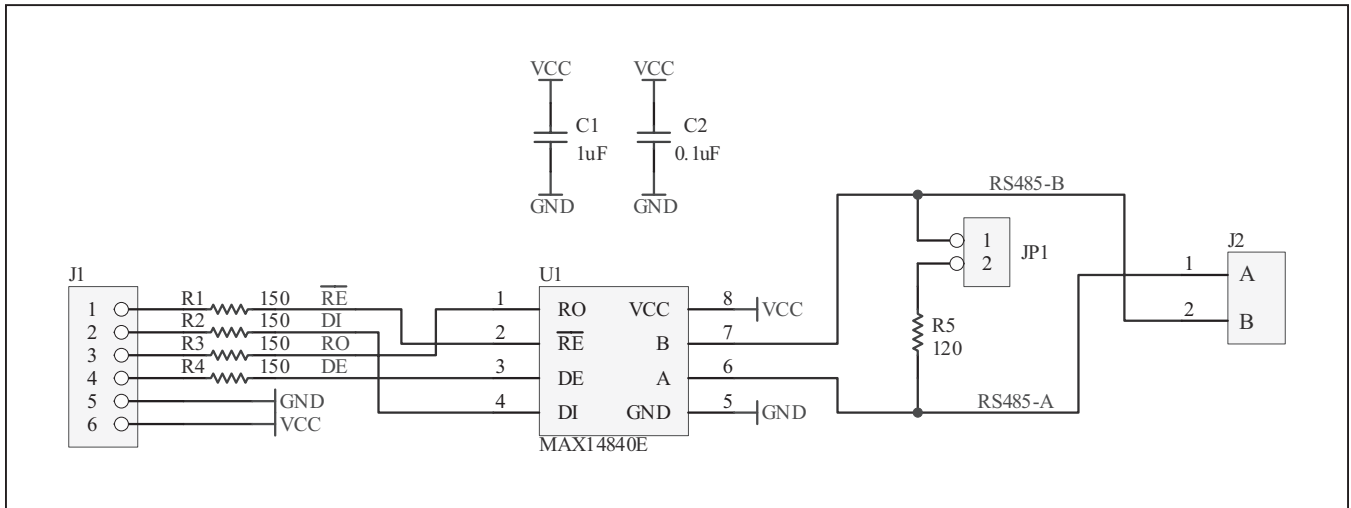 VCC VCC
C1 C2
1uF 0.1uF
GND GND
RS485-B
1 JP1
2
J2
1 A
2 B
J1
1 R1 150 RE
2 R2 150 DI
3 R3 150 RO
4 R4 150 DE
5 GND
6 VCC
U1
1 RO VCC 8 VCC
2 RE B 7
3 DE A 6
4 DI GND 5 GND
MAX14840E
R5
120
RS485-A